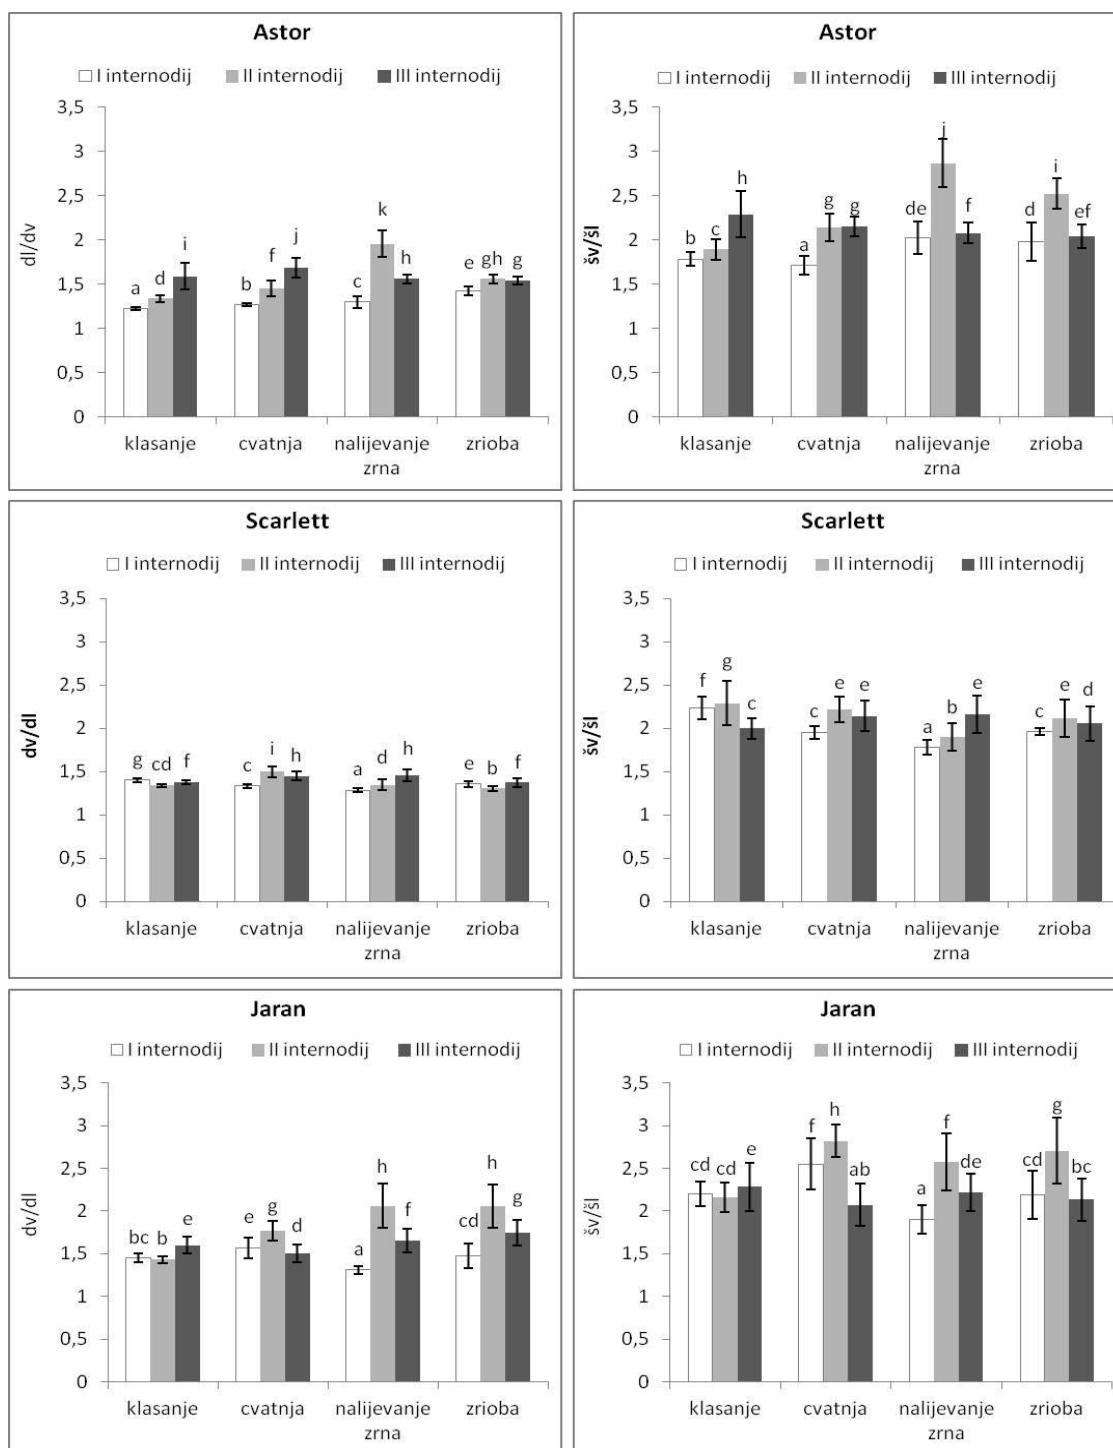 Astor
I internodij II internodij III internodij
3,5
3
2,5
2
1,5
1
0,5
0
dl/dv
a d i b f j c k h e gh g
klasanje cvatnja nalijevanje zrioba
zrna
Astor
I internodij II internodij III internodij
3,5
3
2,5
2
1,5
1
0,5
0
šv/šl
b c h a g g de j f d i ef
klasanje cvatnja nalijevanje zrioba
zrna
Scarlett
I internodij II internodij III internodij
3,5
3
2,5
2
1,5
1
0,5
0
dv/dl
g cd f c i h a d h e b f
klasanje cvatnja nalijevanje zrioba
zrna
Scarlett
I internodij II internodij III internodij
3,5
3
2,5
2
1,5
1
0,5
0
šv/šl
f g c c e e a b e c e d
klasanje cvatnja nalijevanje zrioba
zrna
Jaran
I internodij II internodij III internodij
3,5
3
2,5
2
1,5
1
0,5
0
dv/dl
bc b e e g d a h f cd h g
klasanje cvatnja nalijevanje zrioba
zrna
Jaran
I internodij II internodij III internodij
3,5
3
2,5
2
1,5
1
0,5
0
šv/šl
cd cd e f h ab a f de cd g bc
klasanje cvatnja nalijevanje zrioba
zrna